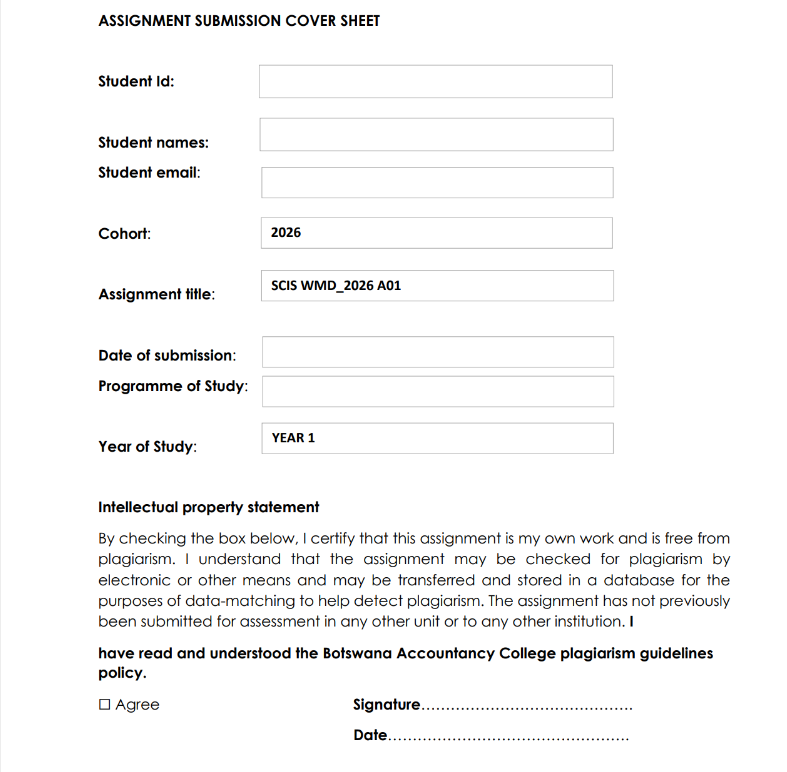 ASSIGNMENT SUBMISSION COVER SHEET
Student Id:
Student names:
Student email:
Cohort: 2026
Assignment title: SCIS WMD_2026 A01
Date of submission:
Programme of Study:
Year of Study: YEAR 1
Intellectual property statement
By checking the box below, I certify that this assignment is my own work and is free from
plagiarism. I understand that the assignment may be checked for plagiarism by
electronic or other means and may be transferred and stored in a database for the
purposes of data-matching to help detect plagiarism. The assignment has not previously
been submitted for assessment in any other unit or to any other institution. I
have read and understood the Botswana Accountancy College plagiarism guidelines
policy.
☐ Agree Signature...........................................
Date.................................................